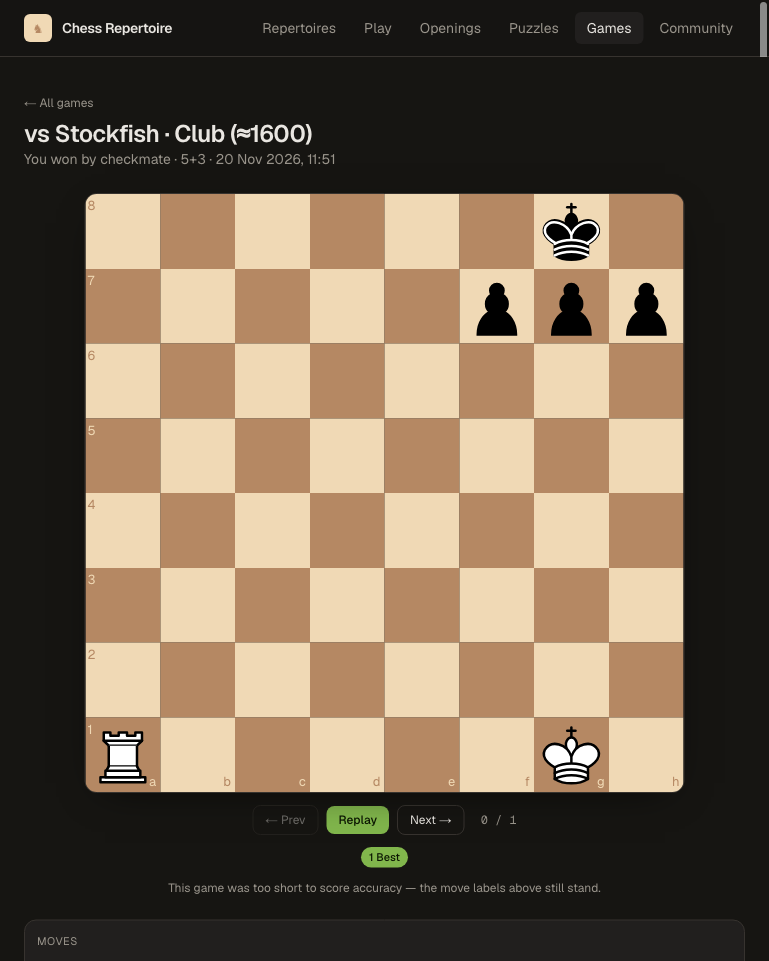 Chess Repertoire
Repertoires
Play
Openings
Puzzles
Games
Community
← All games
vs Stockfish · Club (≈1600)
You won by checkmate · 5+3 · 20 Nov 2026, 11:51
8
7
6
5
4
3
2
1
a
b
c
d
e
f
g
h
← Prev
Replay
Next →
0 / 1
1 Best
This game was too short to score accuracy — the move labels above still stand.
MOVES